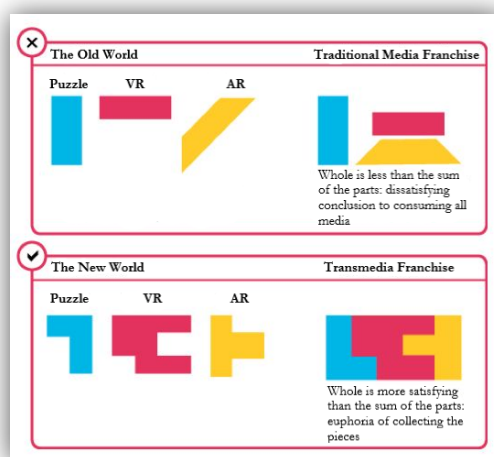 The Old World
Traditional Media Franchise
Puzzle
VR
AR
Whole is less than the sum
of the parts: dissatisfying
conclusion to consuming all
media
The New World
Transmedia Franchise
Puzzle
VR
AR
Whole is more satisfying
than the sum of the parts:
euphoria of collecting the
pieces